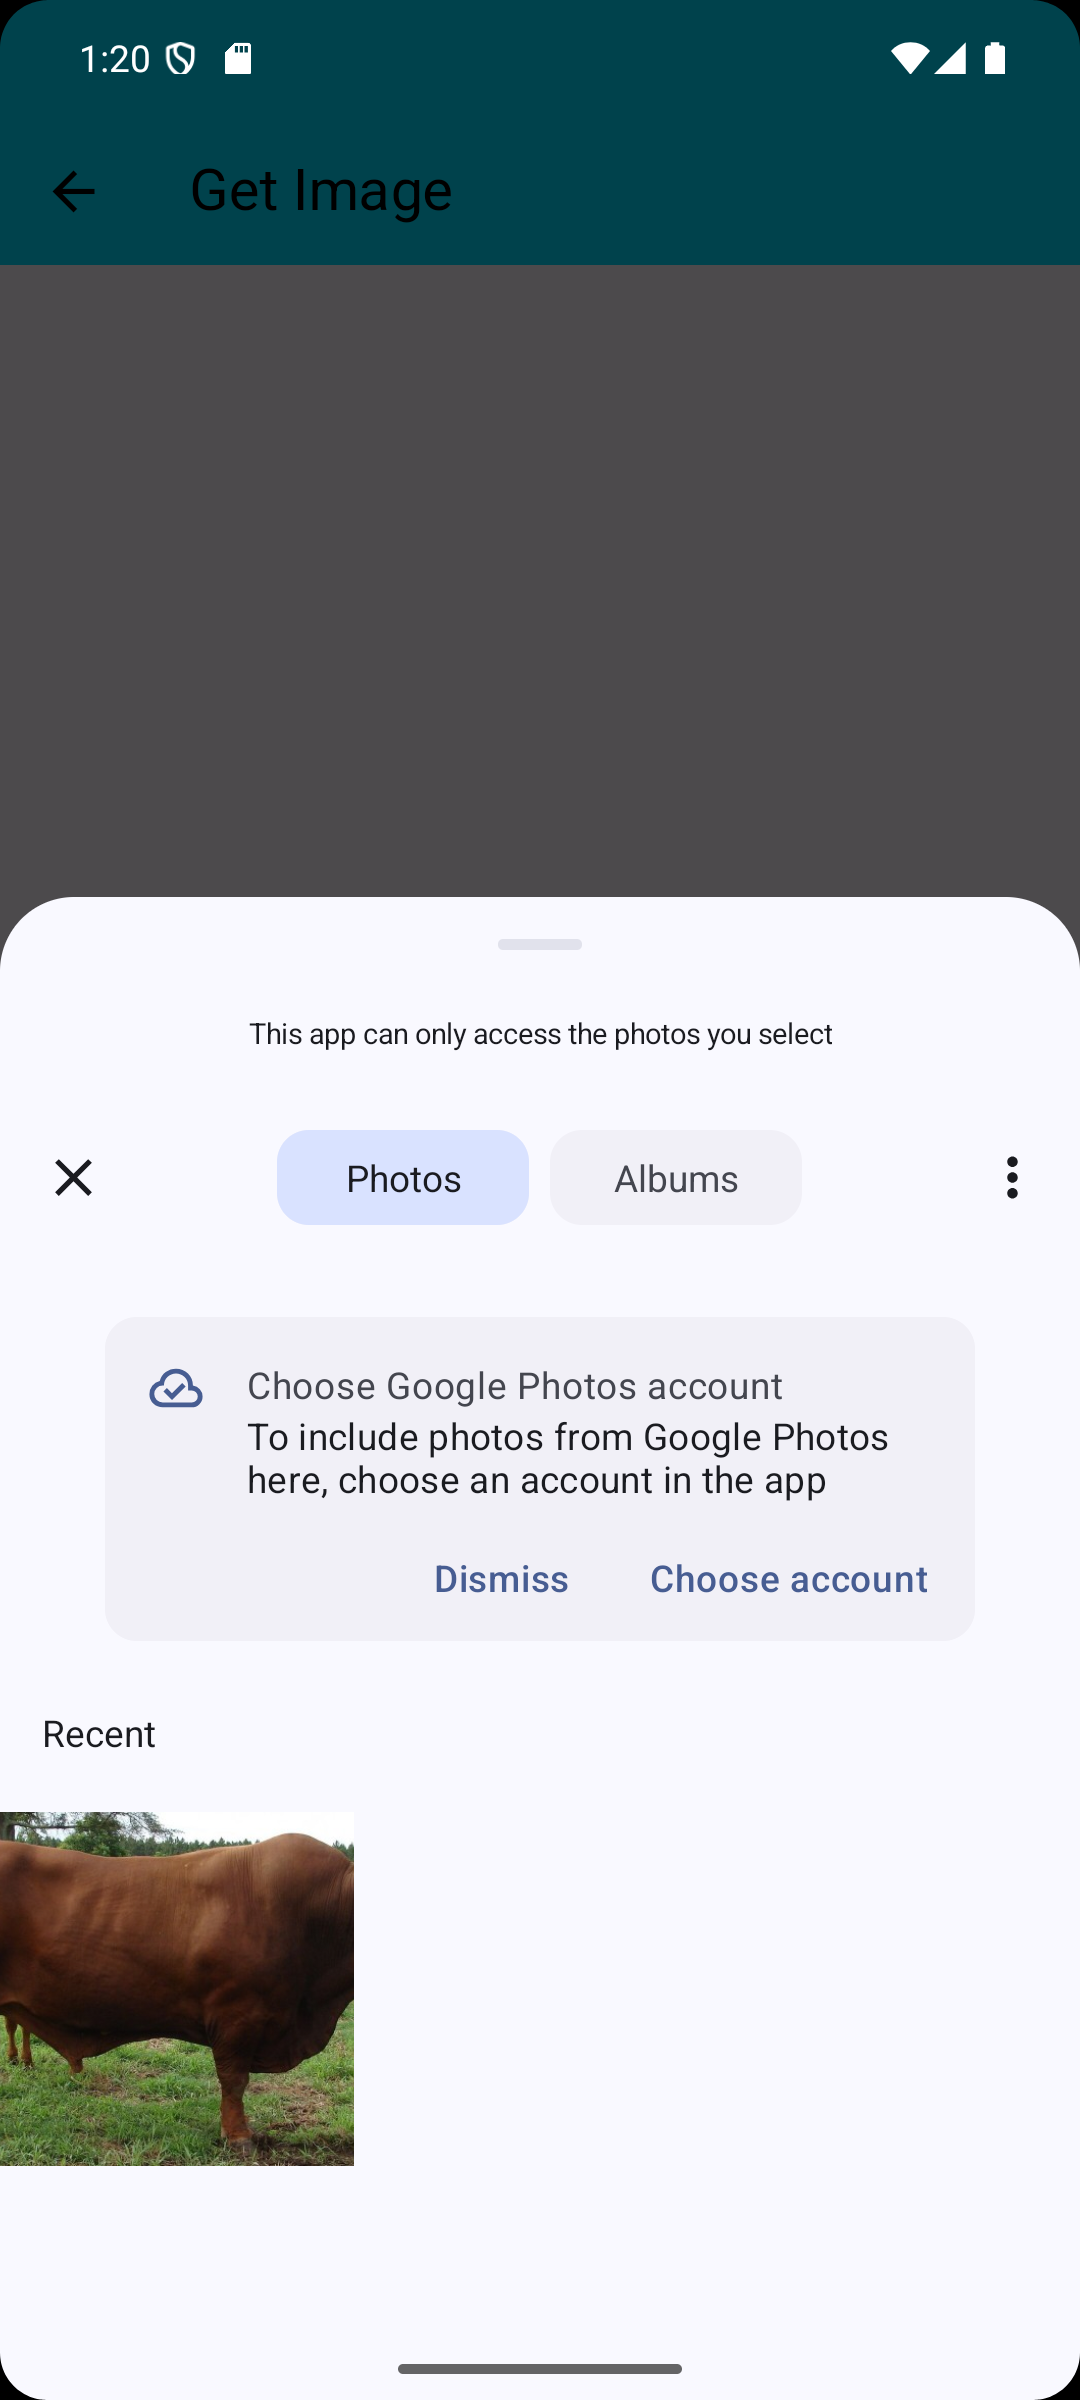 1:20
Get Image
This app can only access the photos you select
Photos
Albums
Choose Google Photos account
To include photos from Google Photos
here, choose an account in the app
Dismiss
Choose account
Recent